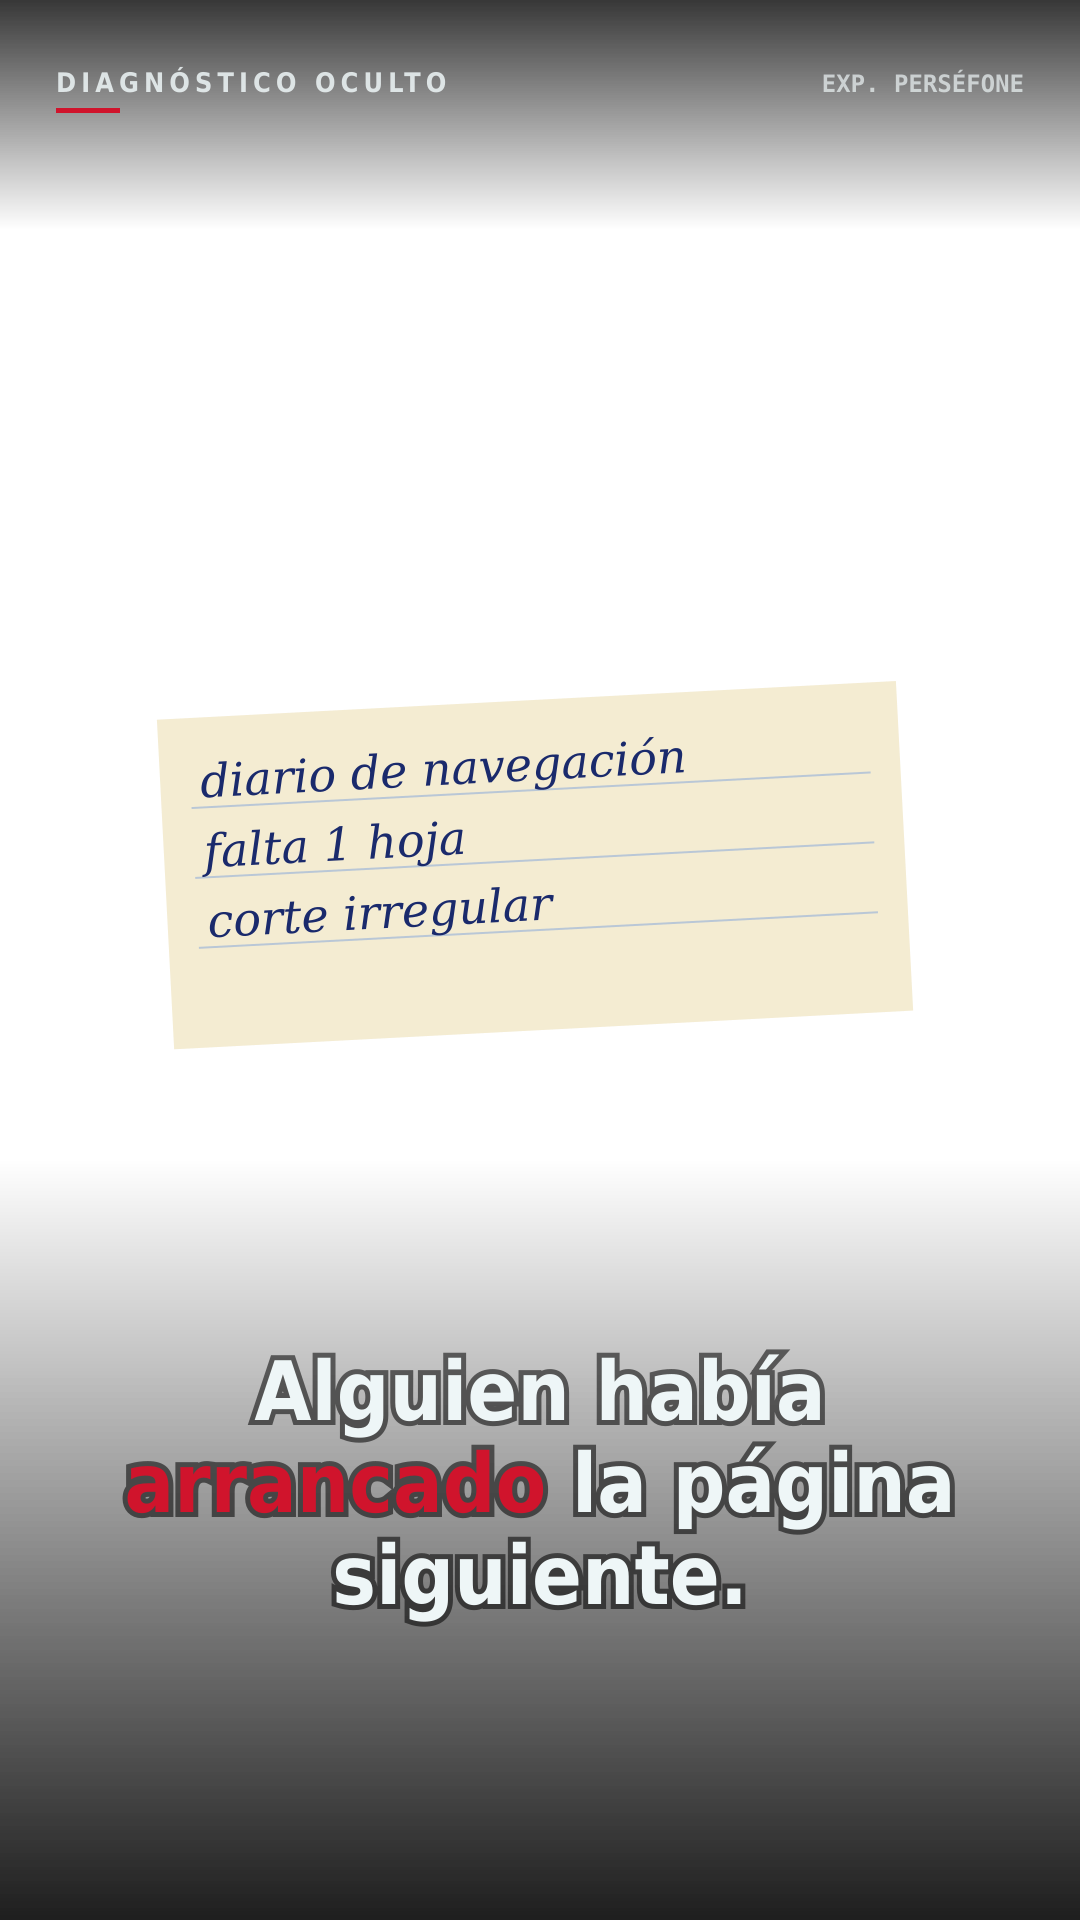 DIAGNÓSTICO OCULTO
EXP. PERSÉFONE
diario de navegación
falta 1 hoja
corte irregular
Alguien había
arrancado la página
siguiente.